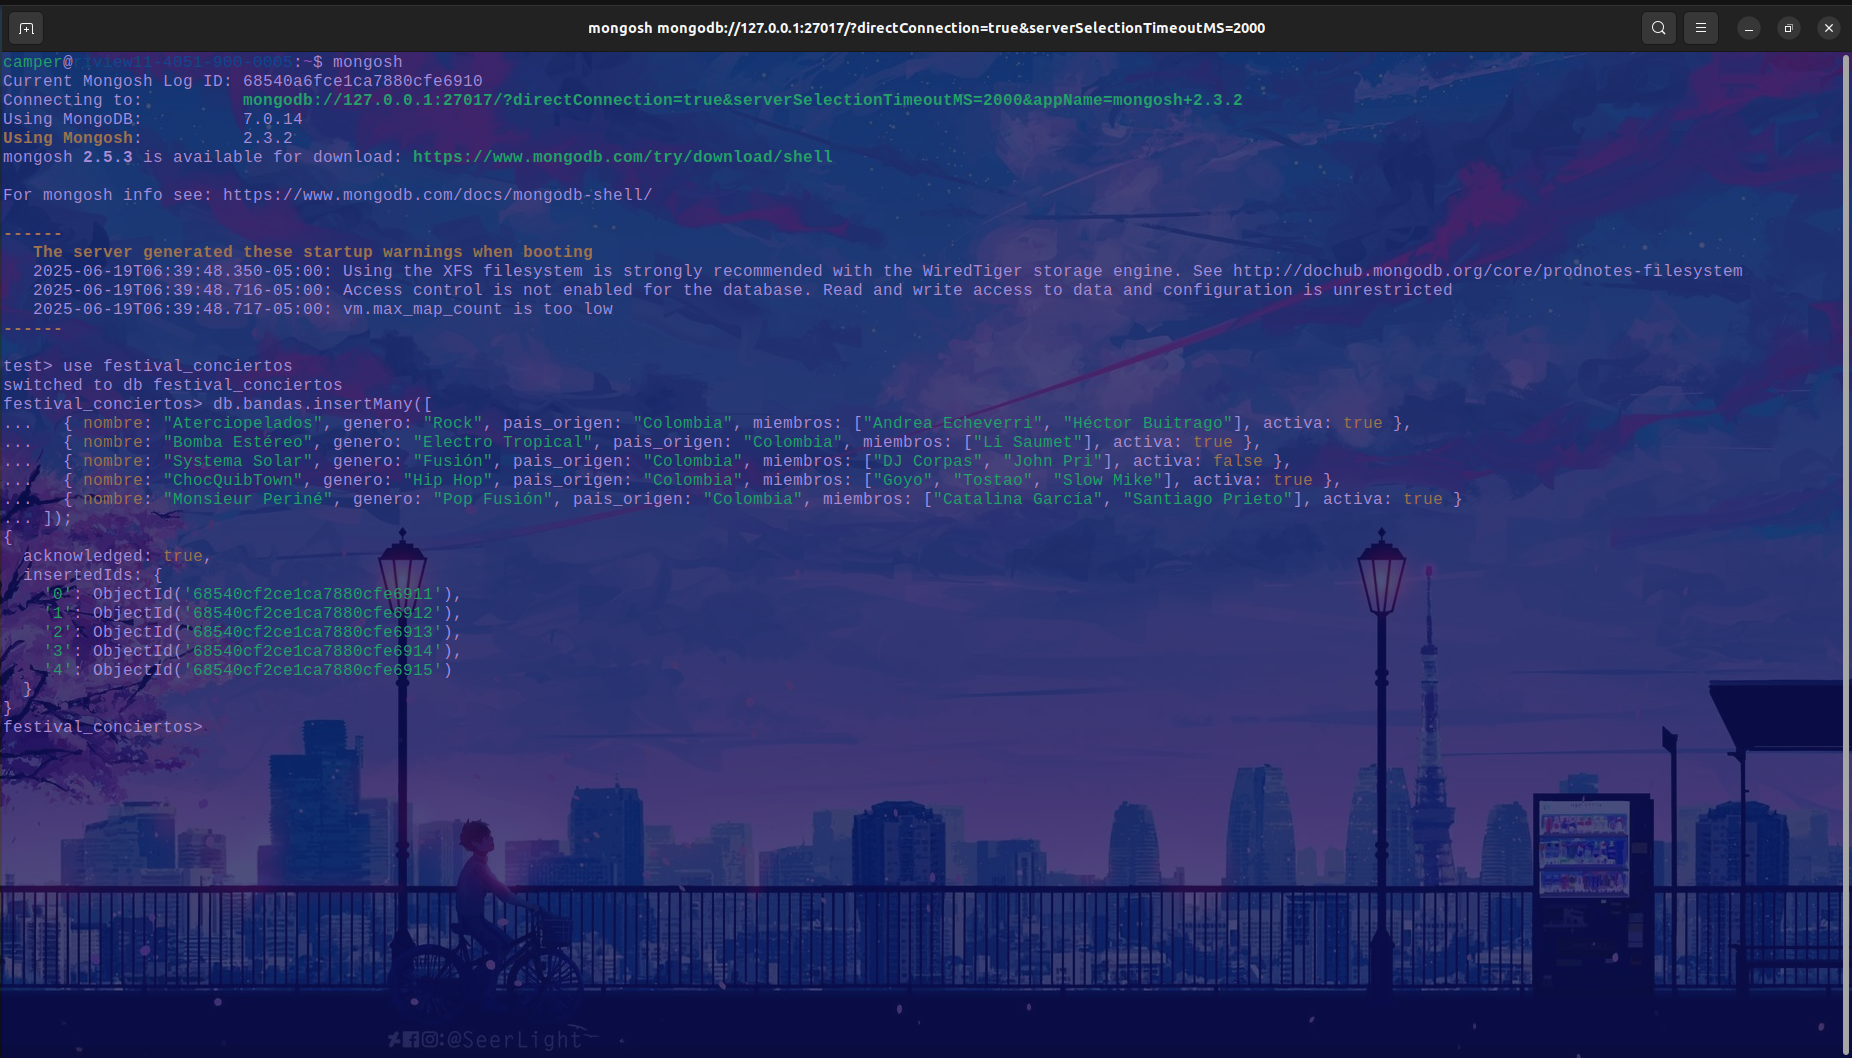 mongosh mongodb://127.0.0.1:27017/?directConnection=true&serverSelectionTimeoutMS=2000
camper@riview11-4051-900-0005:~$ mongosh
Current Mongosh Log ID: 68540a6fce1ca7880cfe6910
Connecting to: mongodb://127.0.0.1:27017/?directConnection=true&serverSelectionTimeoutMS=2000&appName=mongosh+2.3.2
Using MongoDB: 7.0.14
Using Mongosh: 2.3.2
mongosh 2.5.3 is available for download: https://www.mongodb.com/try/download/shell
For mongosh info see: https://www.mongodb.com/docs/mongodb-shell/
------
The server generated these startup warnings when booting
2025-06-19T06:39:48.350-05:00: Using the XFS filesystem is strongly recommended with the WiredTiger storage engine. See http://dochub.mongodb.org/core/prodnotes-filesystem
2025-06-19T06:39:48.716-05:00: Access control is not enabled for the database. Read and write access to data and configuration is unrestricted
2025-06-19T06:39:48.717-05:00: vm.max_map_count is too low
------
test> use festival_conciertos
switched to db festival_conciertos
festival_conciertos> db.bandas.insertMany([
... { nombre: "Aterciopelados", genero: "Rock", pais_origen: "Colombia", miembros: ["Andrea Echeverri", "Héctor Buitrago"], activa: true },
... { nombre: "Bomba Estéreo", genero: "Electro Tropical", pais_origen: "Colombia", miembros: ["Li Saumet"], activa: true },
... { nombre: "Systema Solar", genero: "Fusión", pais_origen: "Colombia", miembros: ["DJ Corpas", "John Pri"], activa: false },
... { nombre: "ChocQuibTown", genero: "Hip Hop", pais_origen: "Colombia", miembros: ["Goyo", "Tostao", "Slow Mike"], activa: true },
... { nombre: "Monsieur Periné", genero: "Pop Fusión", pais_origen: "Colombia", miembros: ["Catalina García", "Santiago Prieto"], activa: true }
... ]);
{
acknowledged: true,
insertedIds: {
'0': ObjectId('68540cf2ce1ca7880cfe6911'),
'1': ObjectId('68540cf2ce1ca7880cfe6912'),
'2': ObjectId('68540cf2ce1ca7880cfe6913'),
'3': ObjectId('68540cf2ce1ca7880cfe6914'),
'4': ObjectId('68540cf2ce1ca7880cfe6915')
}
}
festival_conciertos>
:@SeerLight